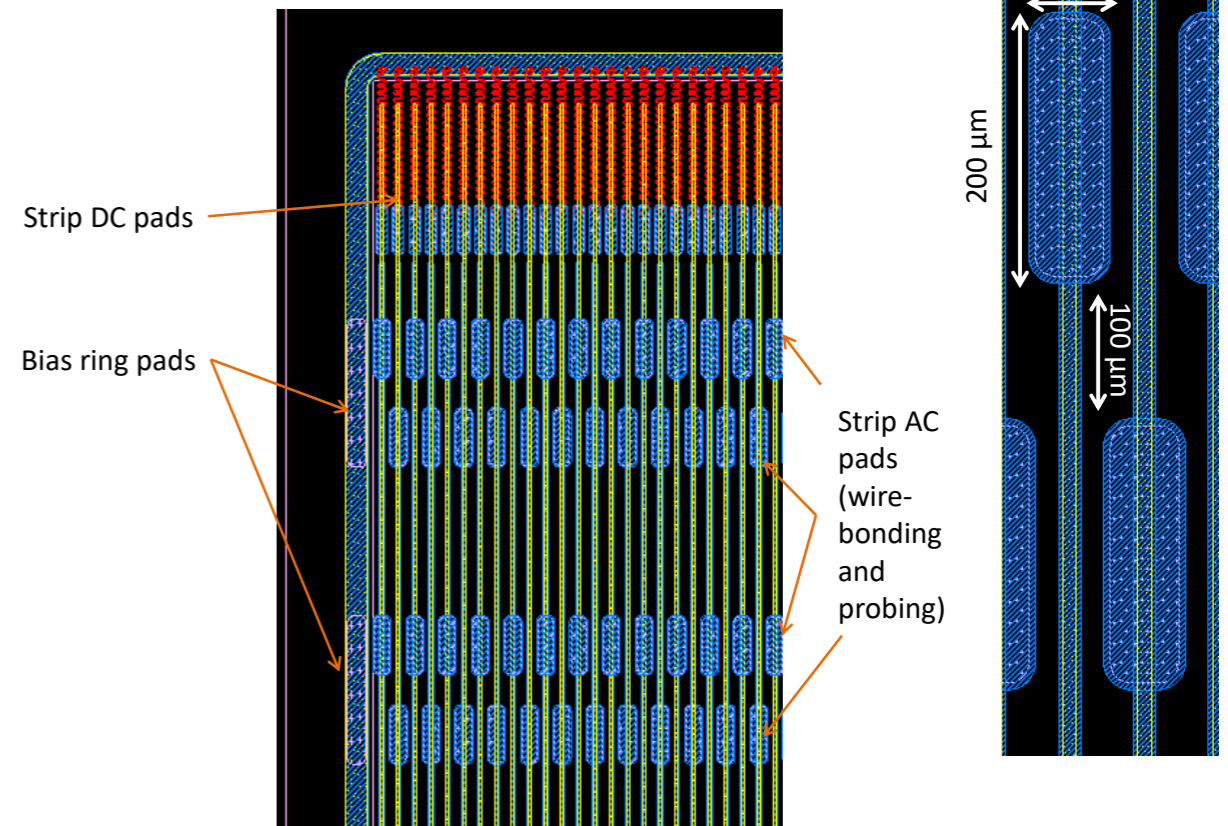 Strip DC pads
Bias ring pads
Strip AC
pads
(wire-
bonding
and
probing)
200 µm
100 µm